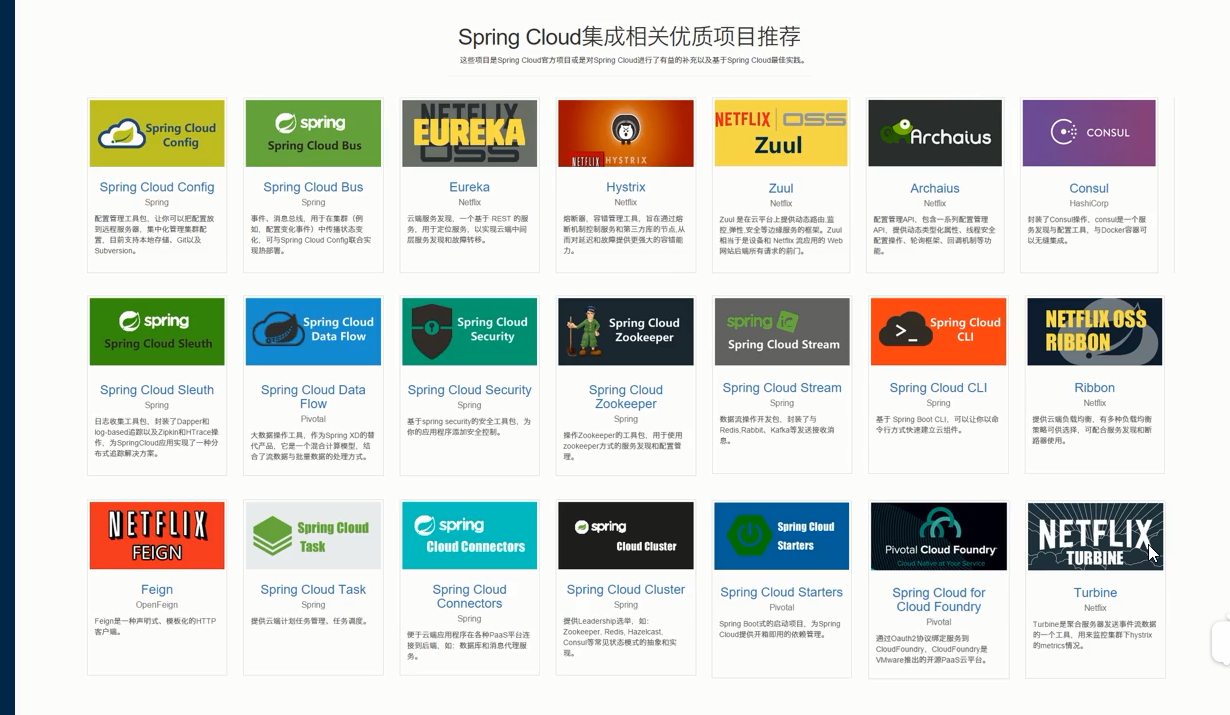 Spring Cloud集成相关优质项目推荐
这些项目是Spring Cloud官方项目或是对Spring Cloud进行了有益的补充以及基于Spring Cloud最佳实践。
Spring Cloud
Config
Spring Cloud Config
Spring
配置管理工具包，让你可以把配置放
到远程服务器，集中化管理集群配
置，目前支持本地存储、Git以及
Subversion。
spring
Spring Cloud Bus
Spring Cloud Bus
Spring
事件、消息总线，用于在集群（例
如，配置变化事件）中传播状态变
化，可与Spring Cloud Config联合实
现热部署。
NETFLIX
EUREKA
OSS
Eureka
Netflix
云端服务发现，一个基于 REST 的服
务，用于定位服务，以实现云端中间
层服务发现和故障转移。
NETFLIX
HYSTRIX
Hystrix
Netflix
熔断器，容错管理工具，旨在通过熔
断机制控制服务和第三方库的节点,从
而对延迟和故障提供更强大的容错能
力。
NETFLIX OSS
Zuul
Zuul
Netflix
Zuul 是在云平台上提供动态路由,监
控,弹性,安全等边缘服务的框架。Zuul
相当于是设备和 Netflix 流应用的 Web
网站后端所有请求的前门。
Archaius
Archaius
Netflix
配置管理API，包含一系列配置管理
API，提供动态类型化属性、线程安全
配置操作、轮询框架、回调机制等功
能。
CONSUL
Consul
HashiCorp
封装了Consul操作，consul是一个服
务发现与配置工具，与Docker容器可
以无缝集成。
spring
Spring Cloud Sleuth
Spring Cloud Sleuth
Spring
日志收集工具包，封装了Dapper和
log-based追踪以及Zipkin和HTrace操
作，为SpringCloud应用实现了一种分
布式追踪解决方案。
Spring Cloud
Data Flow
Spring Cloud Data
Flow
Pivotal
大数据操作工具，作为Spring XD的替
代产品，它是一个混合计算模型，结
合了流数据与批量数据的处理方式。
Spring Cloud
Security
Spring Cloud Security
Spring
基于spring security的安全工具包，为
你的应用程序添加安全控制。
Spring Cloud
Zookeeper
Spring Cloud
Zookeeper
Spring
操作Zookeeper的工具包，用于使用
zookeeper方式的服务发现和配置管
理。
spring
Spring Cloud Stream
Spring Cloud Stream
Spring
数据流操作开发包，封装了与
Redis,Rabbit、Kafka等发送接收消
息。
Spring Cloud
CLI
Spring Cloud CLI
Spring
基于 Spring Boot CLI，可以让你以命
令行方式快速建立云组件。
NETFLIX OSS
RIBBON
Ribbon
Netflix
提供云端负载均衡，有多种负载均衡
策略可供选择，可配合服务发现和断
路器使用。
NETFLIX
FEIGN
Feign
OpenFeign
Feign是一种声明式、模板化的HTTP
客户端。
Spring Cloud
Task
Spring Cloud Task
Spring
提供云端计划任务管理、任务调度。
spring
Cloud Connectors
Spring Cloud
Connectors
Spring
便于云端应用程序在各种PaaS平台连
接到后端，如：数据库和消息代理服
务。
spring
Cloud Cluster
Spring Cloud Cluster
Spring
提供Leadership选举，如：
Zookeeper, Redis, Hazelcast,
Consul等常见状态模式的抽象和实
现。
Spring Cloud
Starters
Spring Cloud Starters
Pivotal
Spring Boot式的启动项目，为Spring
Cloud提供开箱即用的依赖管理。
Pivotal Cloud Foundry
Cloud Native at Your Service
Spring Cloud for
Cloud Foundry
Pivotal
通过Oauth2协议绑定服务到
CloudFoundry，CloudFoundry是
VMware推出的开源PaaS云平台。
NETFLIX
TURBINE
Turbine
Netflix
Turbine是聚合服务器发送事件流数据
的一个工具，用来监控集群下hystrix
的metrics情况。